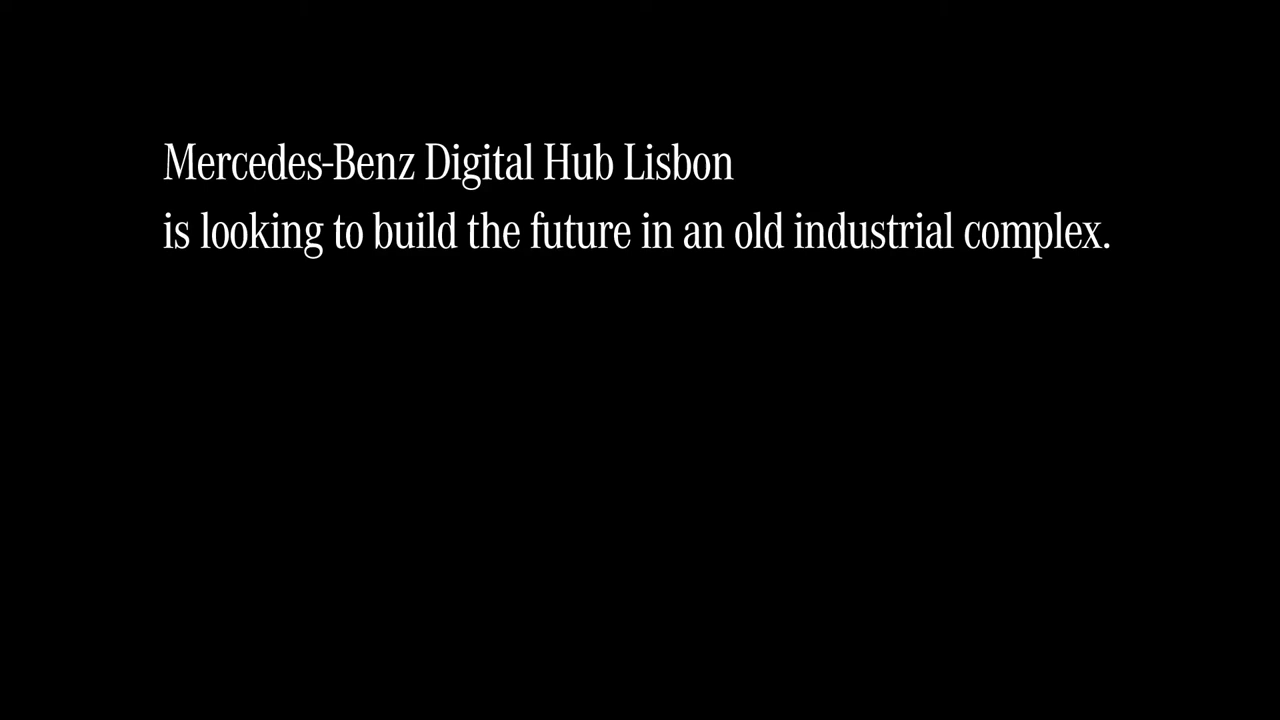 Mercedes-Benz Digital Hub Lisbon
is looking to build the future in an old industrial complex.